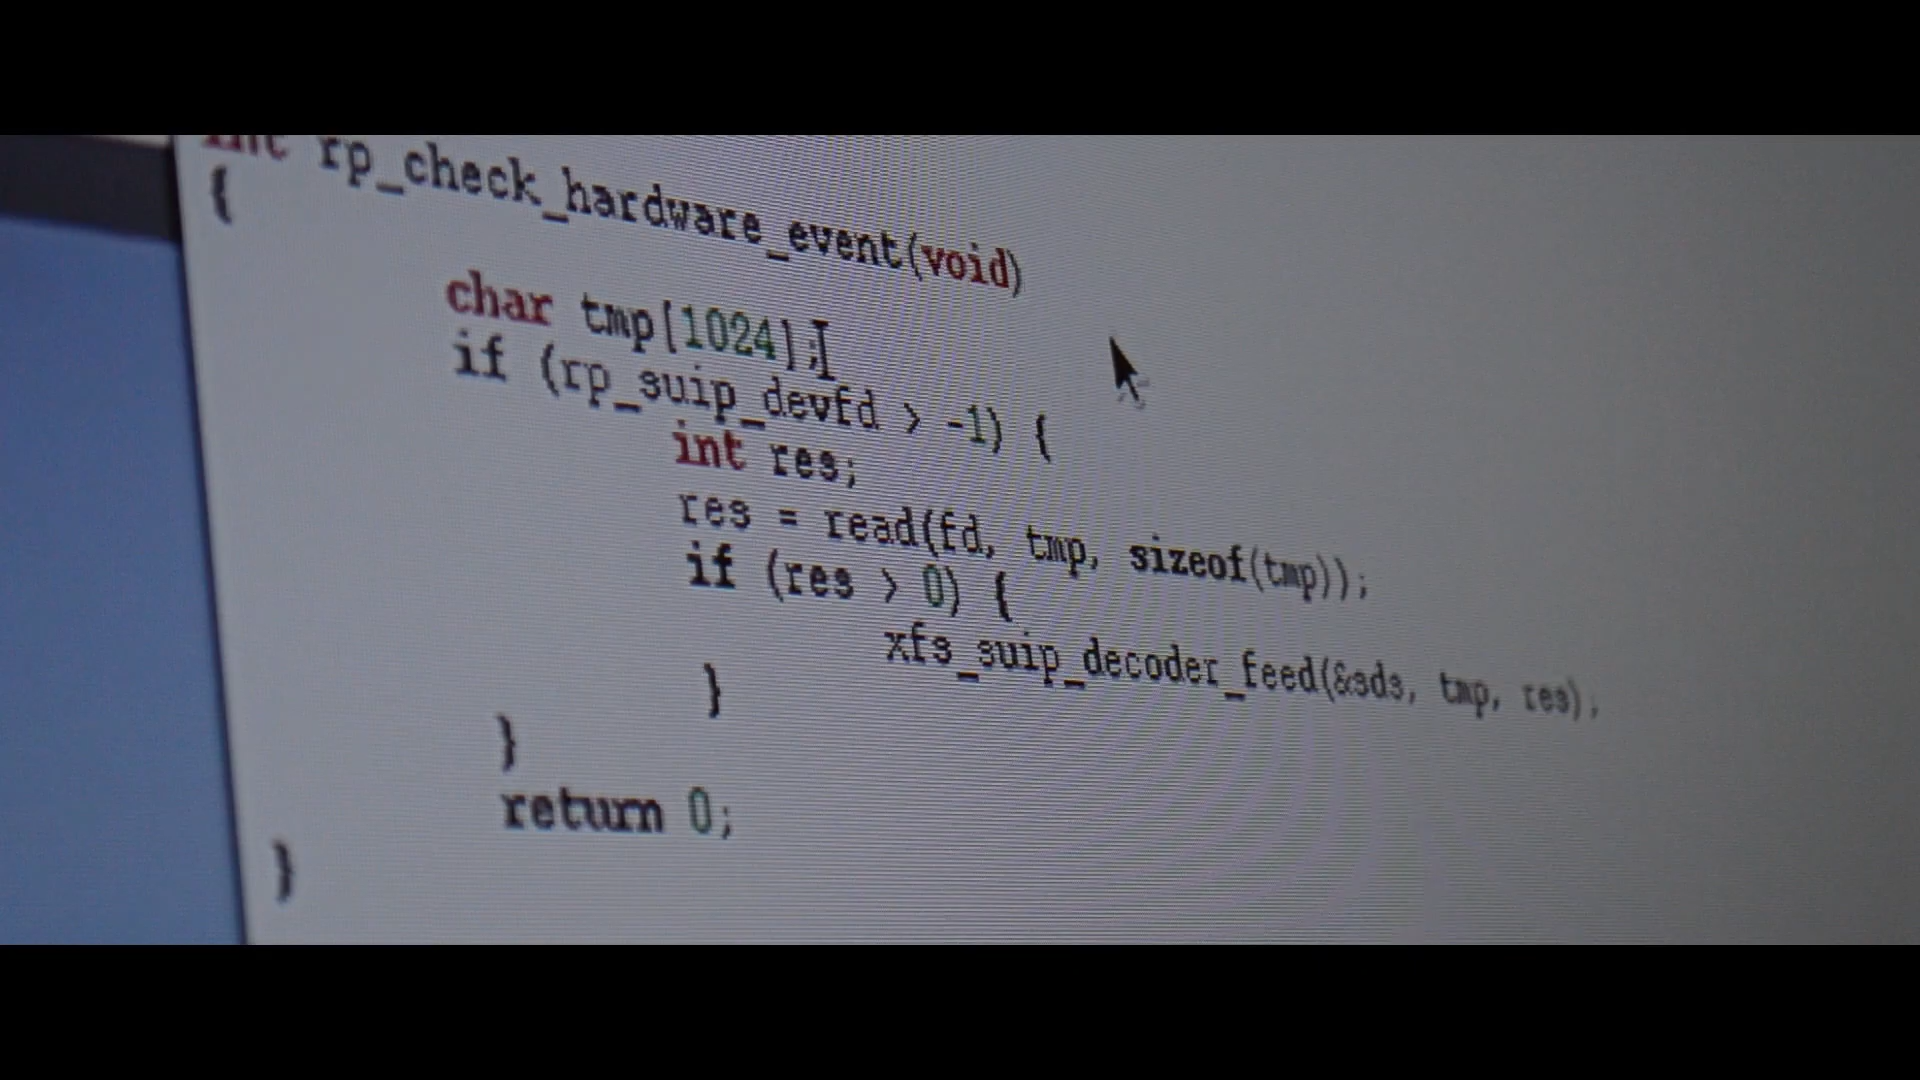 int rp_check_hardware_event(void)
{
char tmp[1024];
if (rp_suip_devfd > -1) {
int res;
res = read(fd, tmp, sizeof(tmp));
if (res > 0) {
xfs_suip_decoder_feed(&sds, tmp, res);
}
}
return 0;
}